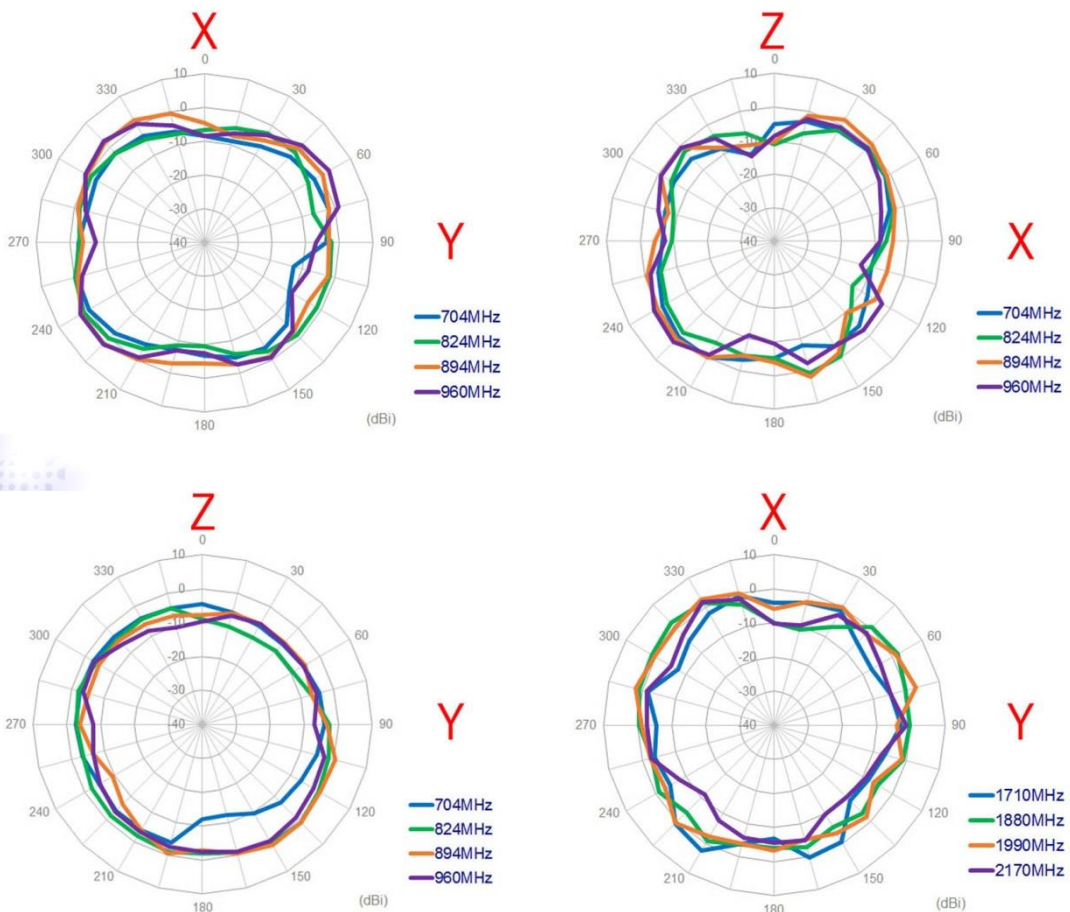 X
0
10
0
-10
-20
-30
-40
30
60
90
120
150
180
210
240
270
300
330
Y
(dBi)
704MHz
824MHz
894MHz
960MHz
Z
0
10
0
-10
-20
-30
-40
30
60
90
120
150
180
210
240
270
300
330
X
(dBi)
704MHz
824MHz
894MHz
960MHz
Z
0
10
0
-10
-20
-30
-40
30
60
90
120
150
180
210
240
270
300
330
Y
(dBi)
704MHz
824MHz
894MHz
960MHz
X
0
10
0
-10
-20
-30
-40
30
60
90
120
150
180
210
240
270
300
330
Y
(dBi)
1710MHz
1880MHz
1990MHz
2170MHz